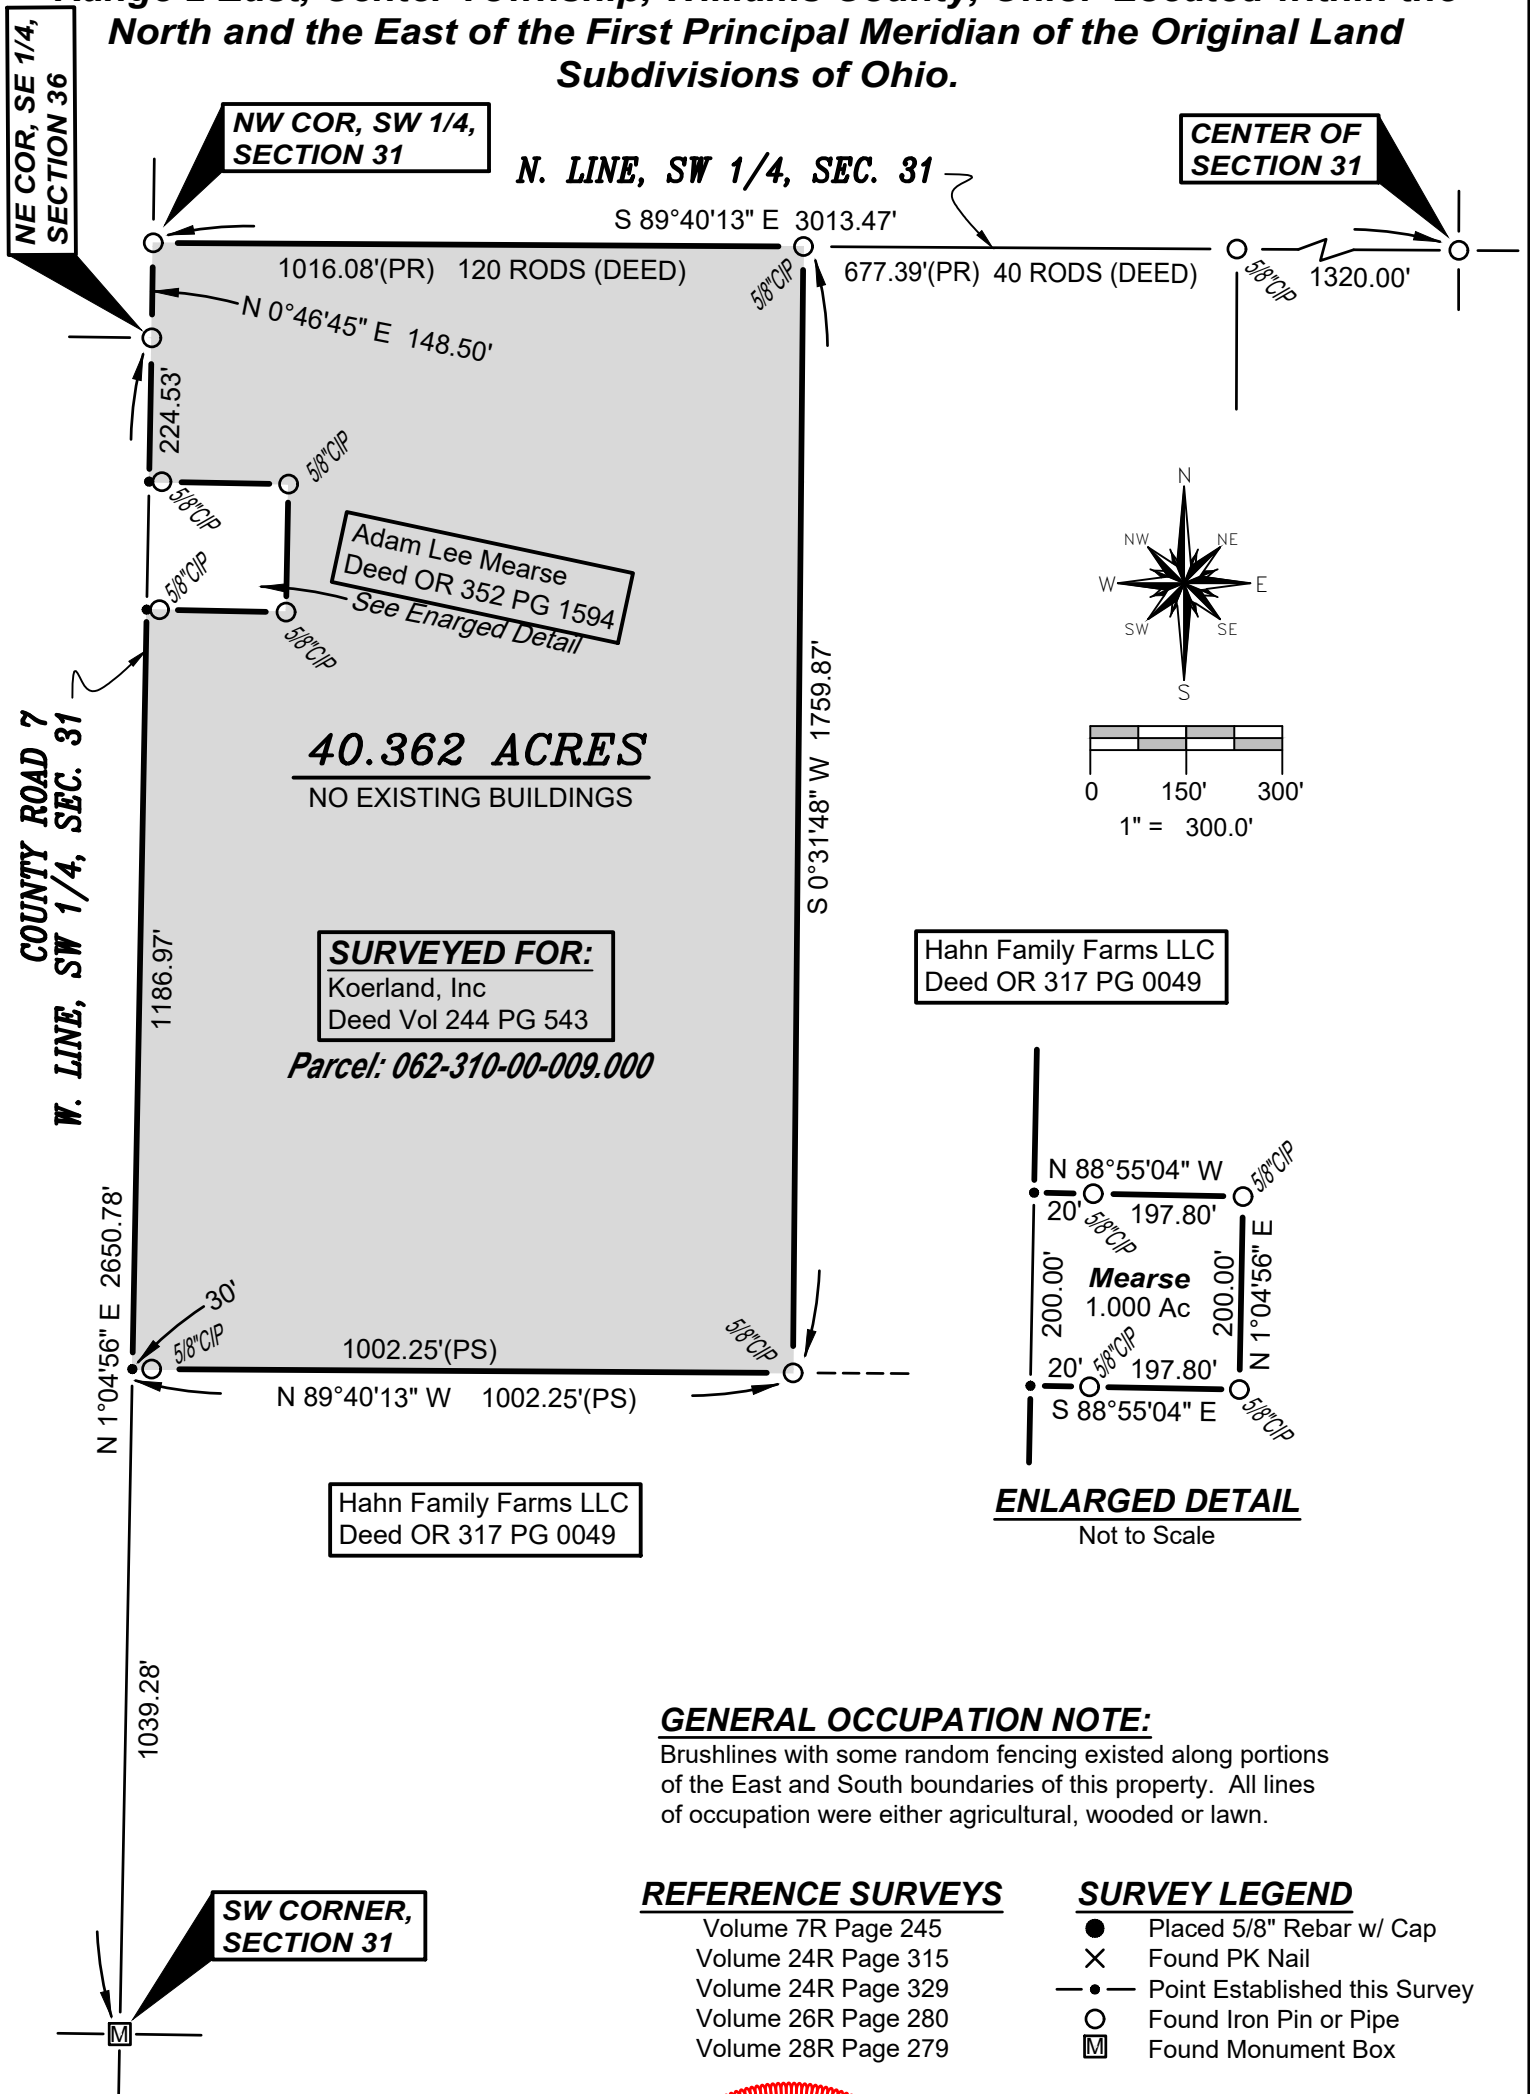 Range 2 East, Center Township, Williams County, Ohio. Located within the
North and the East of the First Principal Meridian of the Original Land
Subdivisions of Ohio.
NE COR, SE 1/4,
SECTION 36
NW COR, SW 1/4,
SECTION 31
N. LINE, SW 1/4, SEC. 31
CENTER OF
SECTION 31
S 89°40'13" E 3013.47'
1016.08'(PR) 120 RODS (DEED)
5/8"CIP
677.39'(PR) 40 RODS (DEED)
5/8"CIP
1320.00'
N 0°46'45" E 148.50'
224.53'
5/8"CIP
5/8"CIP
5/8"CIP
5/8"CIP
Adam Lee Mearse
Deed OR 352 PG 1594
See Enarged Detail
N
NW
NE
W
E
SW
SE
S
0 150' 300'
1" = 300.0'
COUNTY ROAD 7
W. LINE, SW 1/4, SEC. 31
40.362 ACRES
NO EXISTING BUILDINGS
S 0°31'48" W 1759.87'
1186.97'
SURVEYED FOR:
Koerland, Inc
Deed Vol 244 PG 543
Parcel: 062-310-00-009.000
Hahn Family Farms LLC
Deed OR 317 PG 0049
N 1°04'56" E 2650.78'
30'
5/8"CIP
1002.25'(PS)
5/8"CIP
N 89°40'13" W 1002.25'(PS)
N 88°55'04" W
5/8"CIP
20'
5/8"CIP
197.80'
200.00'
Mearse
1.000 Ac
200.00'
N 1°04'56" E
20'
5/8"CIP
197.80'
S 88°55'04" E
5/8"CIP
ENLARGED DETAIL
Not to Scale
Hahn Family Farms LLC
Deed OR 317 PG 0049
1039.28'
GENERAL OCCUPATION NOTE:
Brushlines with some random fencing existed along portions
of the East and South boundaries of this property. All lines
of occupation were either agricultural, wooded or lawn.
SW CORNER,
SECTION 31
M
REFERENCE SURVEYS
Volume 7R Page 245
Volume 24R Page 315
Volume 24R Page 329
Volume 26R Page 280
Volume 28R Page 279
SURVEY LEGEND
Placed 5/8" Rebar w/ Cap
Found PK Nail
Point Established this Survey
Found Iron Pin or Pipe
M Found Monument Box